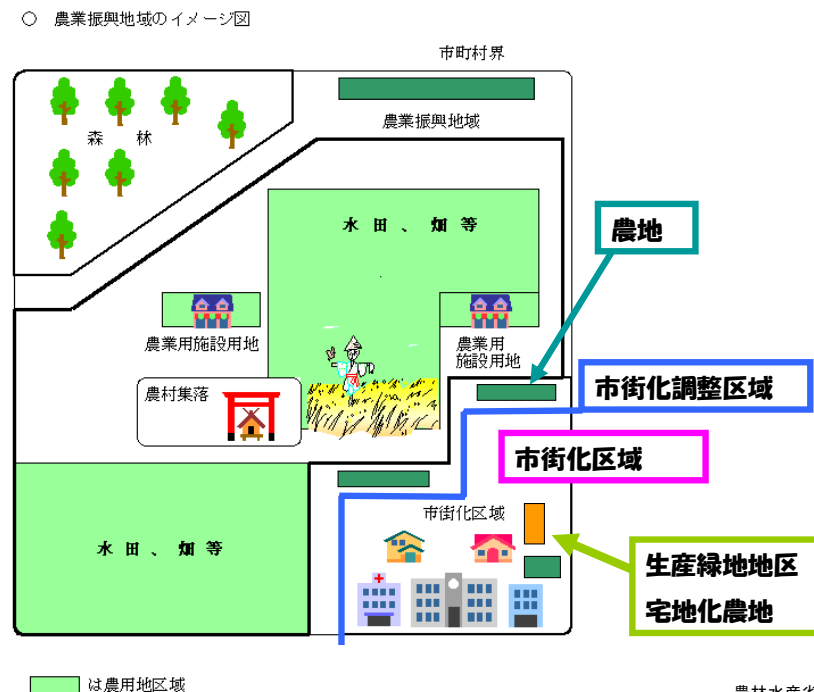 ○ 農業振興地域のイメージ図
市町村界
農業振興地域
森 林
水 田 、 畑 等
農地
農業用施設用地
農業用
施設用地
農村集落
市街化調整区域
市街化区域
市街化区域
水 田 、 畑 等
生産緑地地区
宅地化農地
は農用地区域